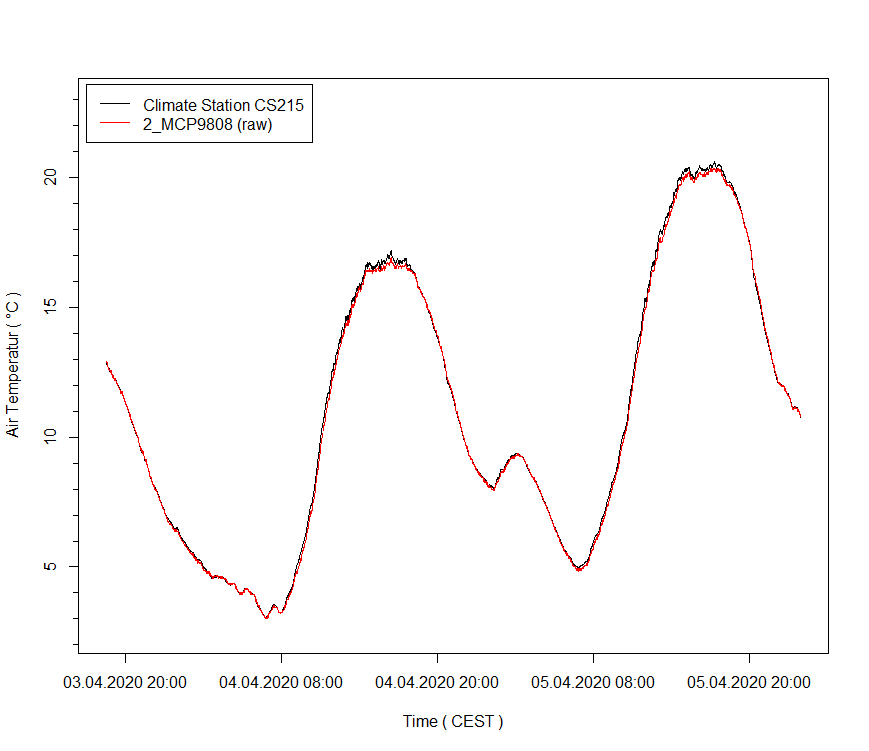 Climate Station CS215
2_MCP9808 (raw)
Air Temperatur ( °C )
20
15
10
5
03.04.2020 20:00 04.04.2020 08:00 04.04.2020 20:00 05.04.2020 08:00 05.04.2020 20:00
Time ( CEST )